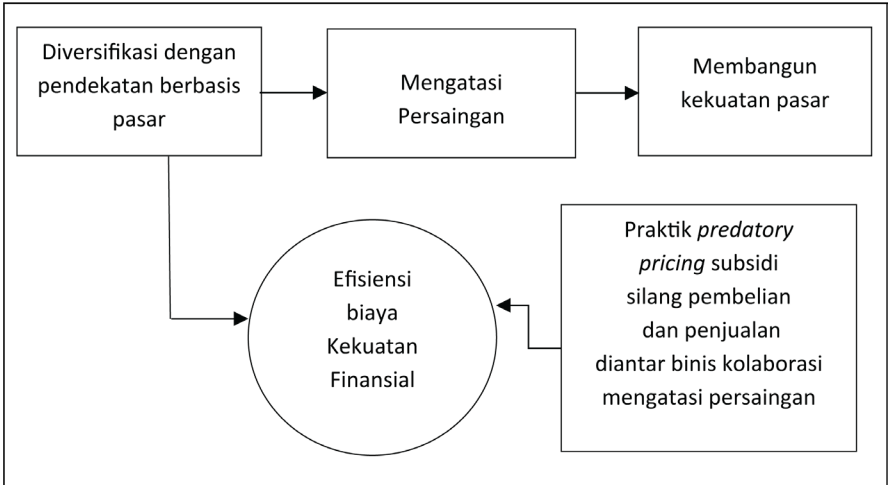 Diversifikasi dengan
pendekatan berbasis
pasar
Mengatasi
Persaingan
Membangun
kekuatan pasar
Efisiensi
biaya
Kekuatan
Finansial
Praktik predatory
pricing subsidi
silang pembelian
dan penjualan
diantar binis kolaborasi
mengatasi persaingan